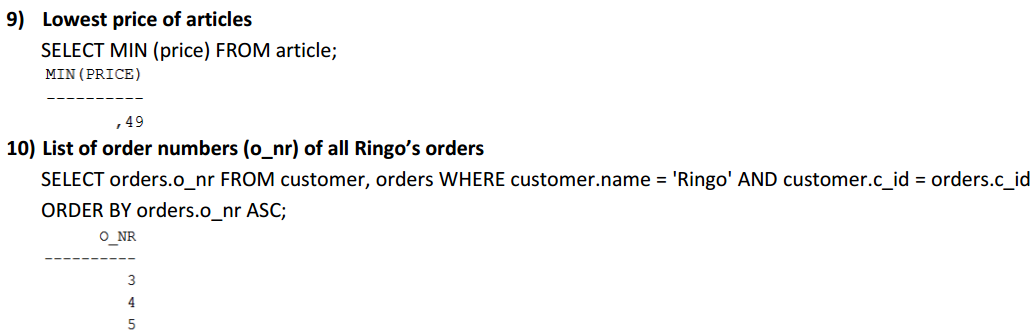 9) Lowest price of articles
SELECT MIN (price) FROM article;
MIN(PRICE)
----------
,49
10) List of order numbers (o_nr) of all Ringo’s orders
SELECT orders.o_nr FROM customer, orders WHERE customer.name = 'Ringo' AND customer.c_id = orders.c_id
ORDER BY orders.o_nr ASC;
O_NR
----------
3
4
5